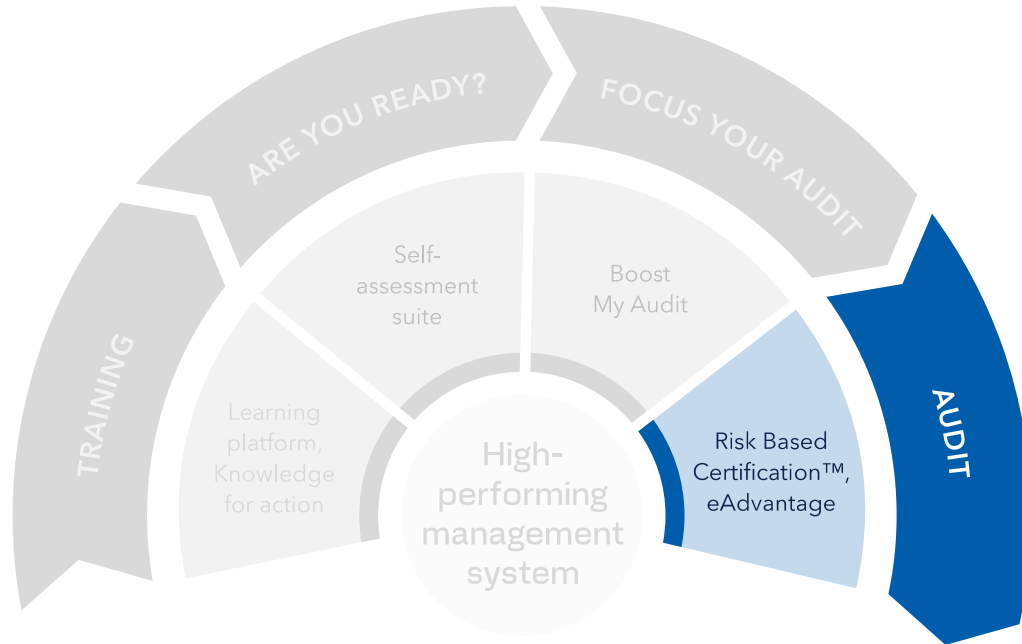 TRAINING
ARE YOU READY?
FOCUS YOUR AUDIT
AUDIT
Learning
platform,
Knowledge
for action
Self-
assessment
suite
Boost
My Audit
Risk Based
Certification™,
eAdvantage
High-
performing
management
system